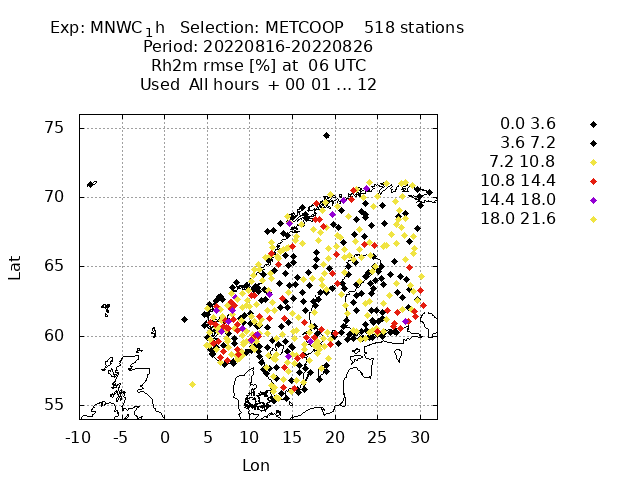 Exp: MNWC1h   Selection: METCOOP    518 stations
Period: 20220816-20220826
Rh2m rmse [%] at  06 UTC
Used  All hours  + 00 01 ... 12
0.0 3.6
3.6 7.2
7.2 10.8
10.8 14.4
14.4 18.0
18.0 21.6
75
70
65
60
55
Lat
-10 -5 0 5 10 15 20 25 30
Lon